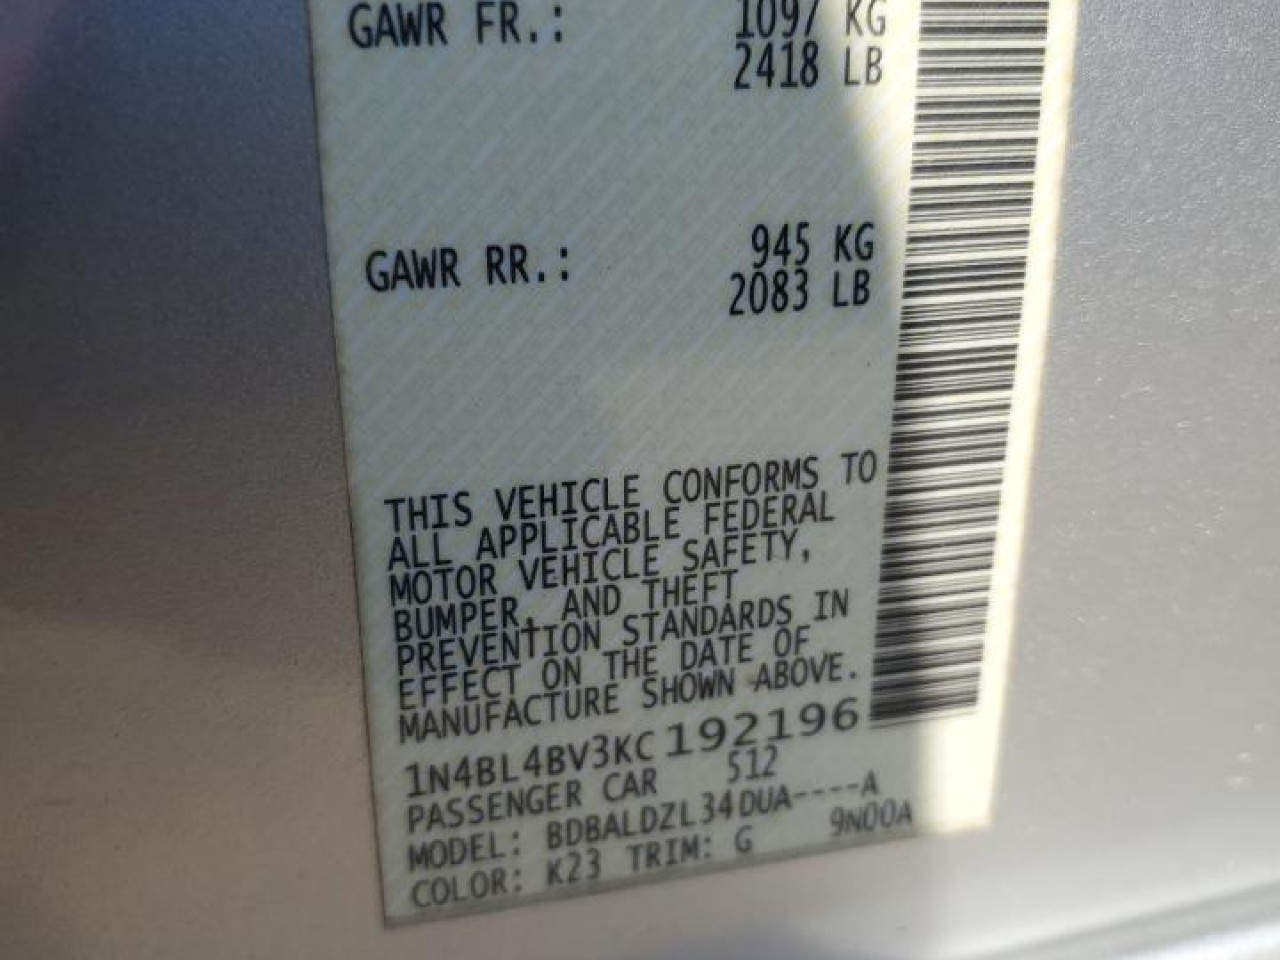 GAWR FR.: 1097 KG
2418 LB
GAWR RR.: 945 KG
2083 LB
THIS VEHICLE CONFORMS TO
ALL APPLICABLE FEDERAL
MOTOR VEHICLE SAFETY,
BUMPER, AND THEFT
PREVENTION STANDARDS IN
EFFECT ON THE DATE OF
MANUFACTURE SHOWN ABOVE.
1N4BL4BV3KC192196
PASSENGER CAR 512
MODEL: BDBALDZL34DUA----A
COLOR: K23 TRIM: G 9N00A